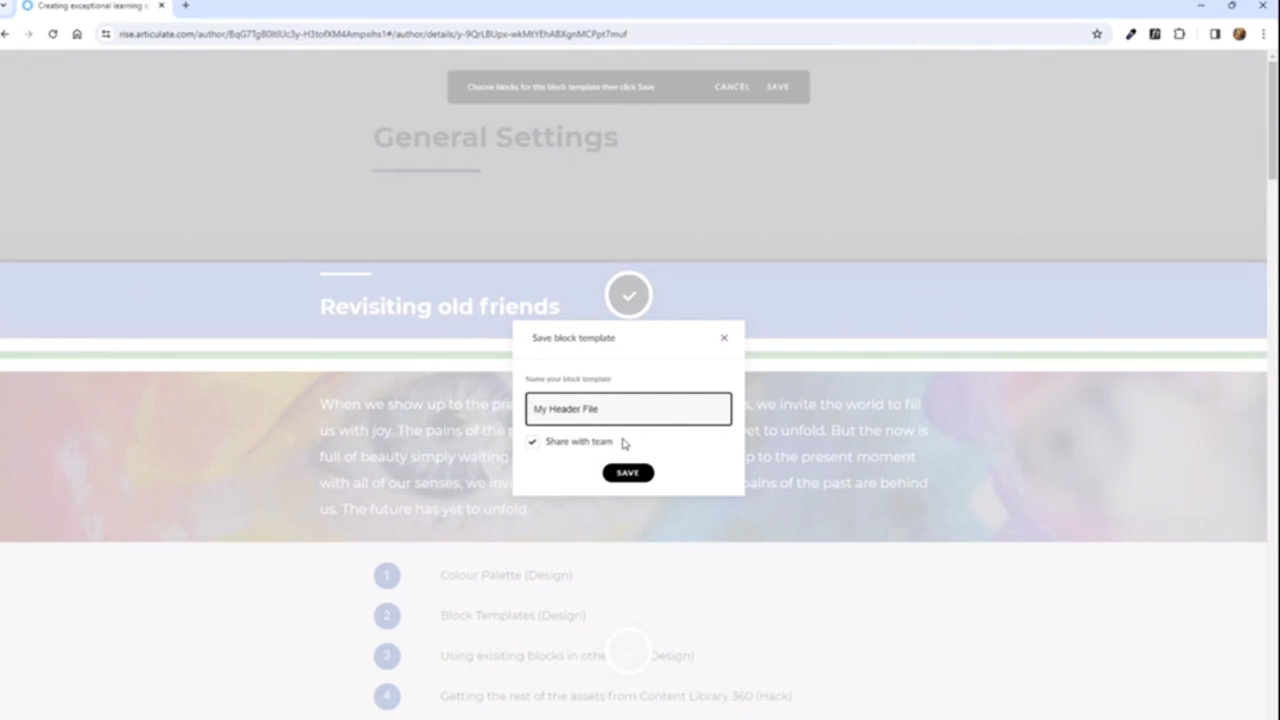 Creating exceptional learning
rise.articulate.com/author/
Choose blocks for this block template then click Save
CANCEL
SAVE
General Settings
Revisiting old friends
Save block template
Name your block template
When we show up to the pre
s, we invite the world to fill
My Header File
us with joy. The pains of the
et to unfold. But the now is
Share with team
full of beauty simply waiting
p to the present moment
SAVE
with all of our senses, we inv
pains of the past are behind
us. The future has yet to unfold.
1
Colour Palette (Design)
2
Block Templates (Design)
3
Using exisiting blocks in othe
Design)
4
Getting the rest of the assets from Content Library 360 (Hack)